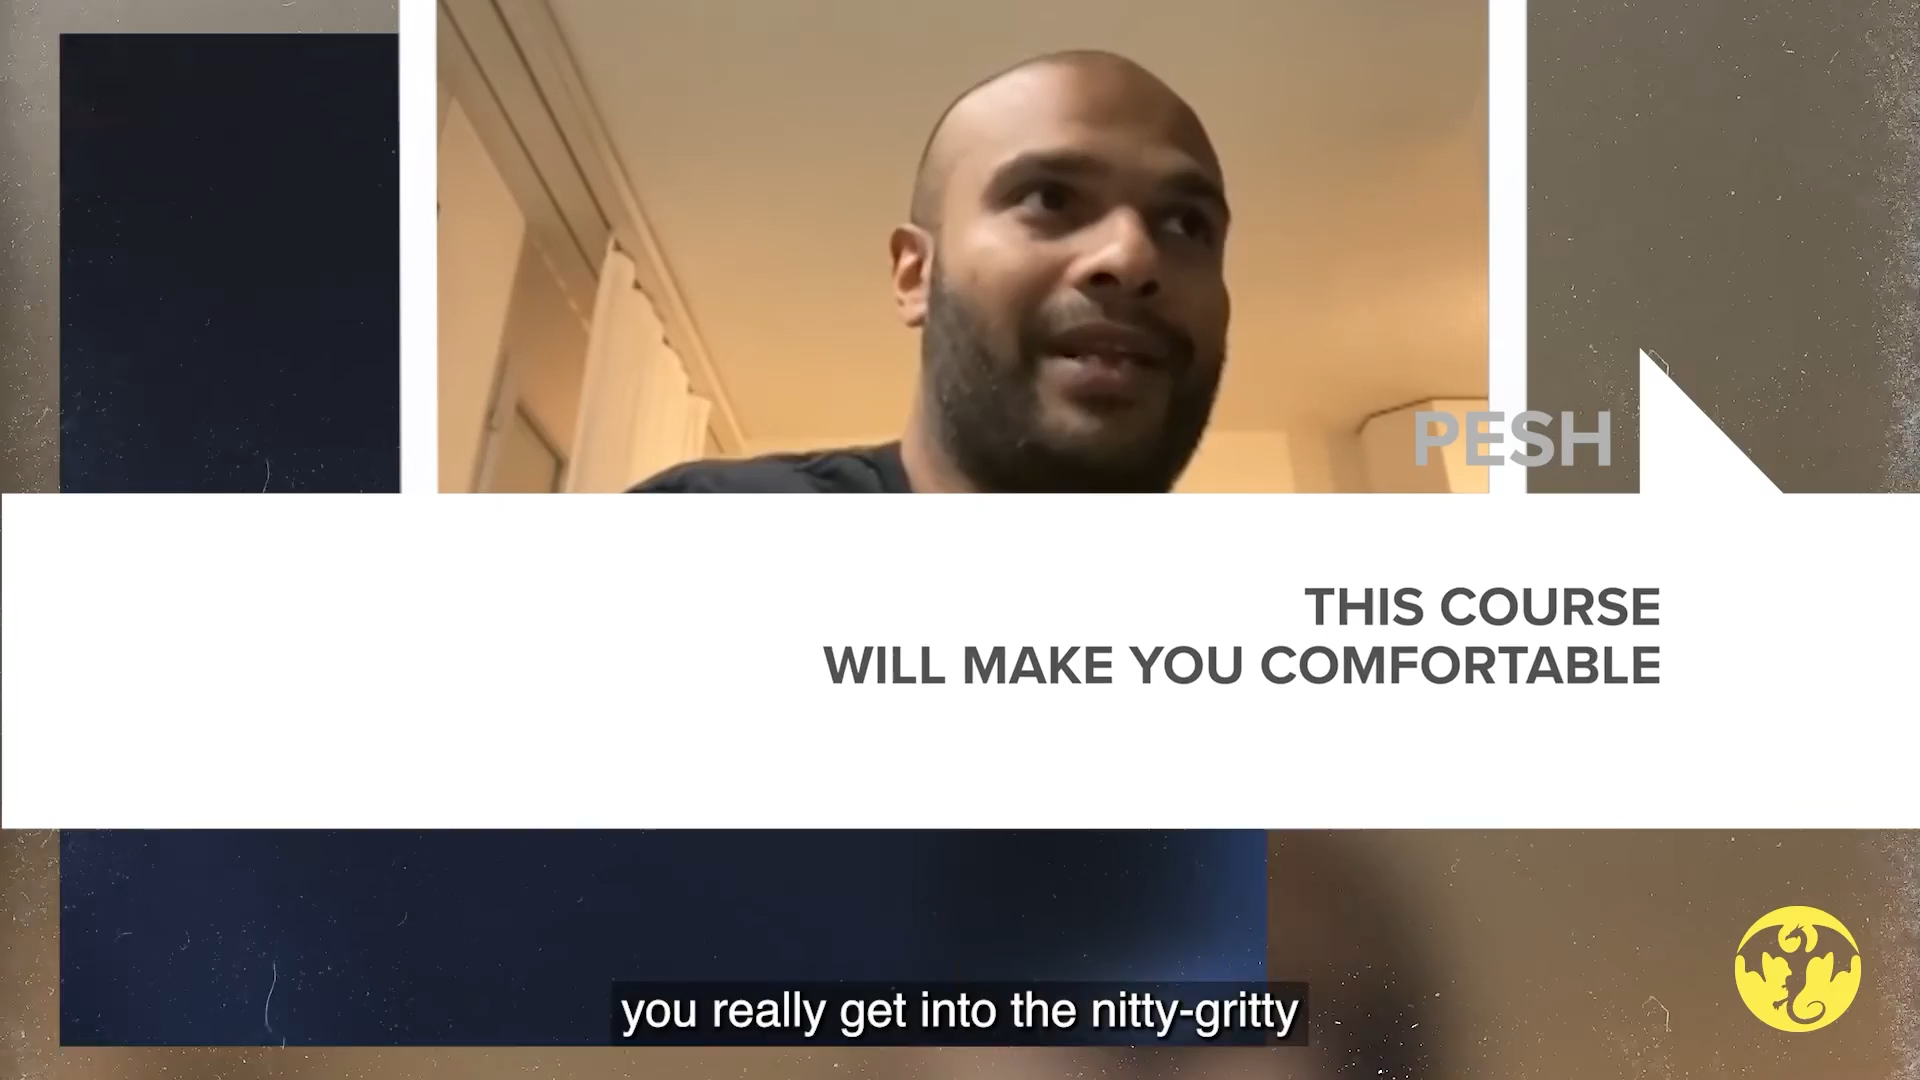 PESH
THIS COURSE
WILL MAKE YOU COMFORTABLE
you really get into the nitty-gritty